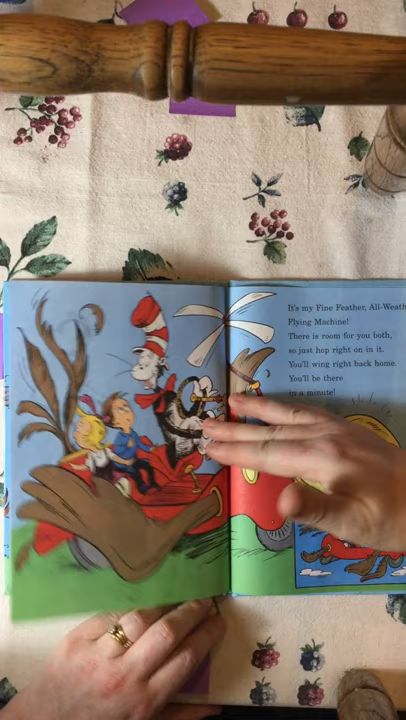 It's my Fine Feather, All-Weath
Flying Machine!
There is room for you both,
so just hop right on in it.
You'll wing right back home.
You'll be there
in a minute!